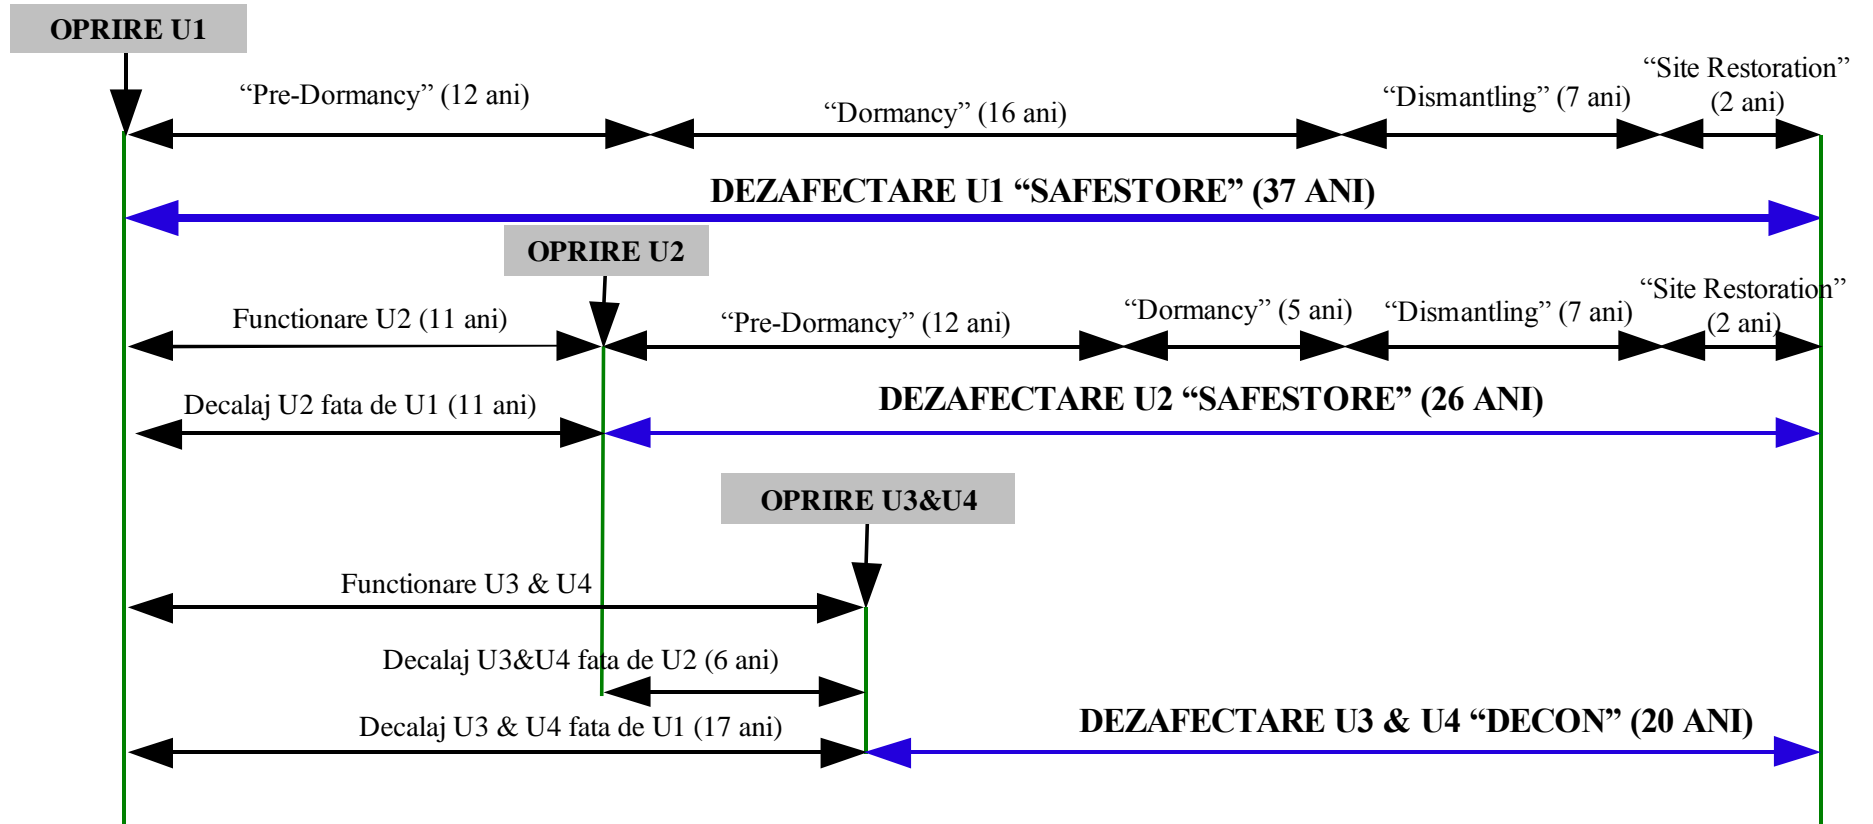 OPRIRE U1
“Pre-Dormancy” (12 ani)
“Dormancy” (16 ani)
“Dismantling” (7 ani)
“Site Restoration”
(2 ani)
DEZAFECTARE U1 “SAFESTORE” (37 ANI)
OPRIRE U2
Functionare U2 (11 ani)
“Pre-Dormancy” (12 ani)
“Dormancy” (5 ani)
“Dismantling” (7 ani)
“Site Restoration”
(2 ani)
Decalaj U2 fata de U1 (11 ani)
DEZAFECTARE U2 “SAFESTORE” (26 ANI)
OPRIRE U3&U4
Functionare U3 & U4
Decalaj U3&U4 fata de U2 (6 ani)
Decalaj U3 & U4 fata de U1 (17 ani)
DEZAFECTARE U3 & U4 “DECON” (20 ANI)